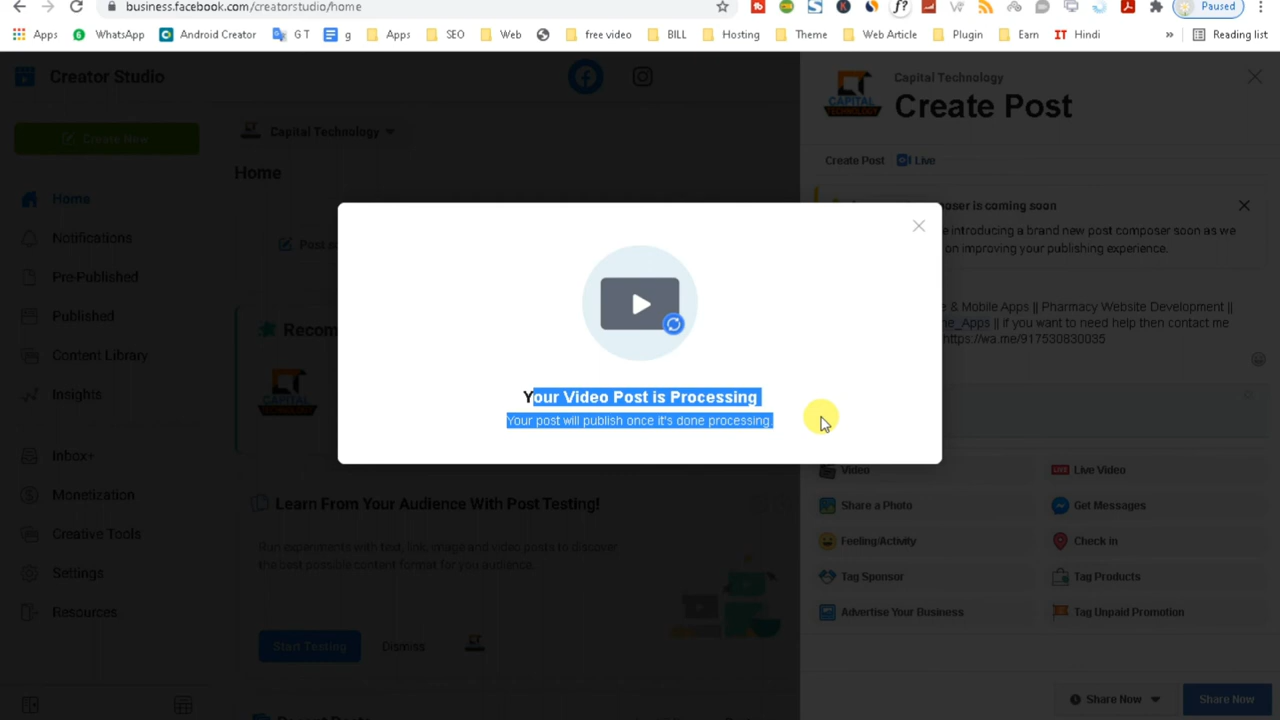 business.facebook.com/creatorstudio/home
Paused
Apps
WhatsApp
Android Creator
G T
g
Apps
SEO
Web
free video
BILL
Hosting
Theme
Web Article
Plugin
Earn
IT Hindi
»
Reading list
Creator Studio
Create New
Home
Notifications
Pre-Published
Published
Content Library
Insights
Inbox+
Monetization
Creative Tools
Settings
Resources
Capital Technology
Home
Post
Recom
Learn From Your Audience With Post Testing!
Run experiments with text, link, image and video posts to discover
the best possible content format for you audience.
Start Testing
Dismiss
Your Video Post is Processing
Your post will publish once it's done processing.
CAPITAL
TECHNOLOGY
Capital Technology
Create Post
Create Post
Live
poser is coming soon
e introducing a brand new post composer soon as we
on improving your publishing experience.
e & Mobile Apps || Pharmacy Website Development ||
ne_Apps || if you want to need help then contact me
https://wa.me/917530830035
Video
LIVE Live Video
Share a Photo
Get Messages
Feeling/Activity
Check in
Tag Sponsor
Tag Products
Advertise Your Business
Tag Unpaid Promotion
Share Now
Share Now